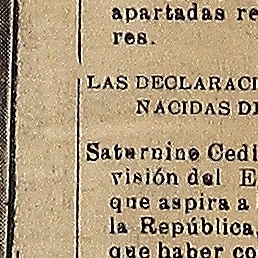 apartadas re
res.
LAS DECLARACI
NACIDAS DE
Saturnino Cedi
visión del E
que aspira a
la República,
que haber co